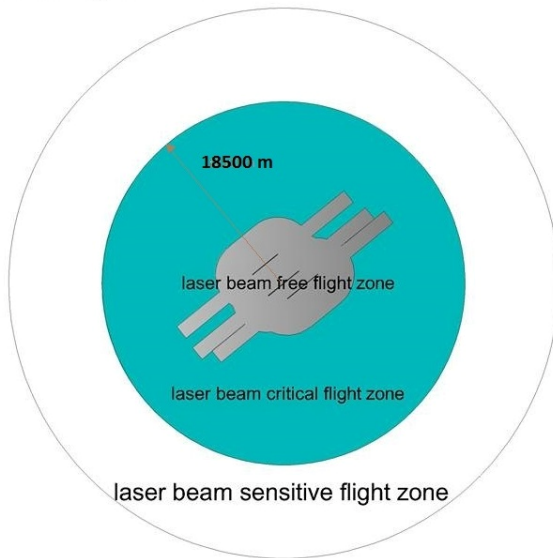 18500 m
laser beam free flight zone
laser beam critical flight zone
laser beam sensitive flight zone